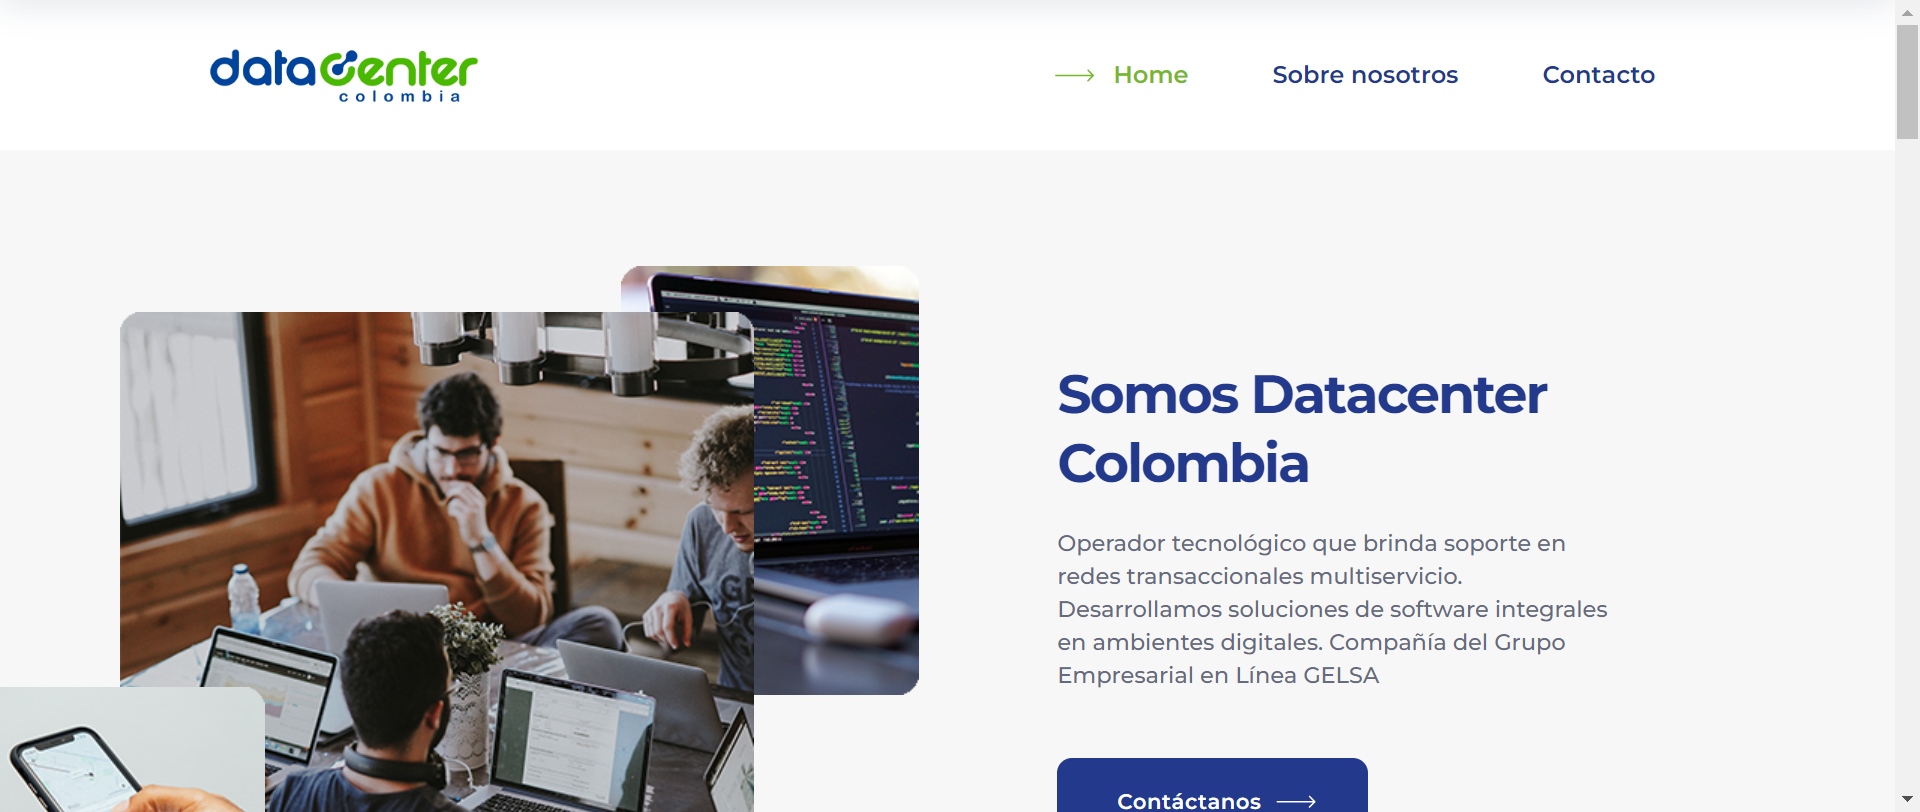 datacenter
colombia
Home
Sobre nosotros
Contacto
Somos Datacenter
Colombia
Operador tecnológico que brinda soporte en
redes transaccionales multiservicio.
Desarrollamos soluciones de software integrales
en ambientes digitales. Compañía del Grupo
Empresarial en Línea GELSA
Contáctanos